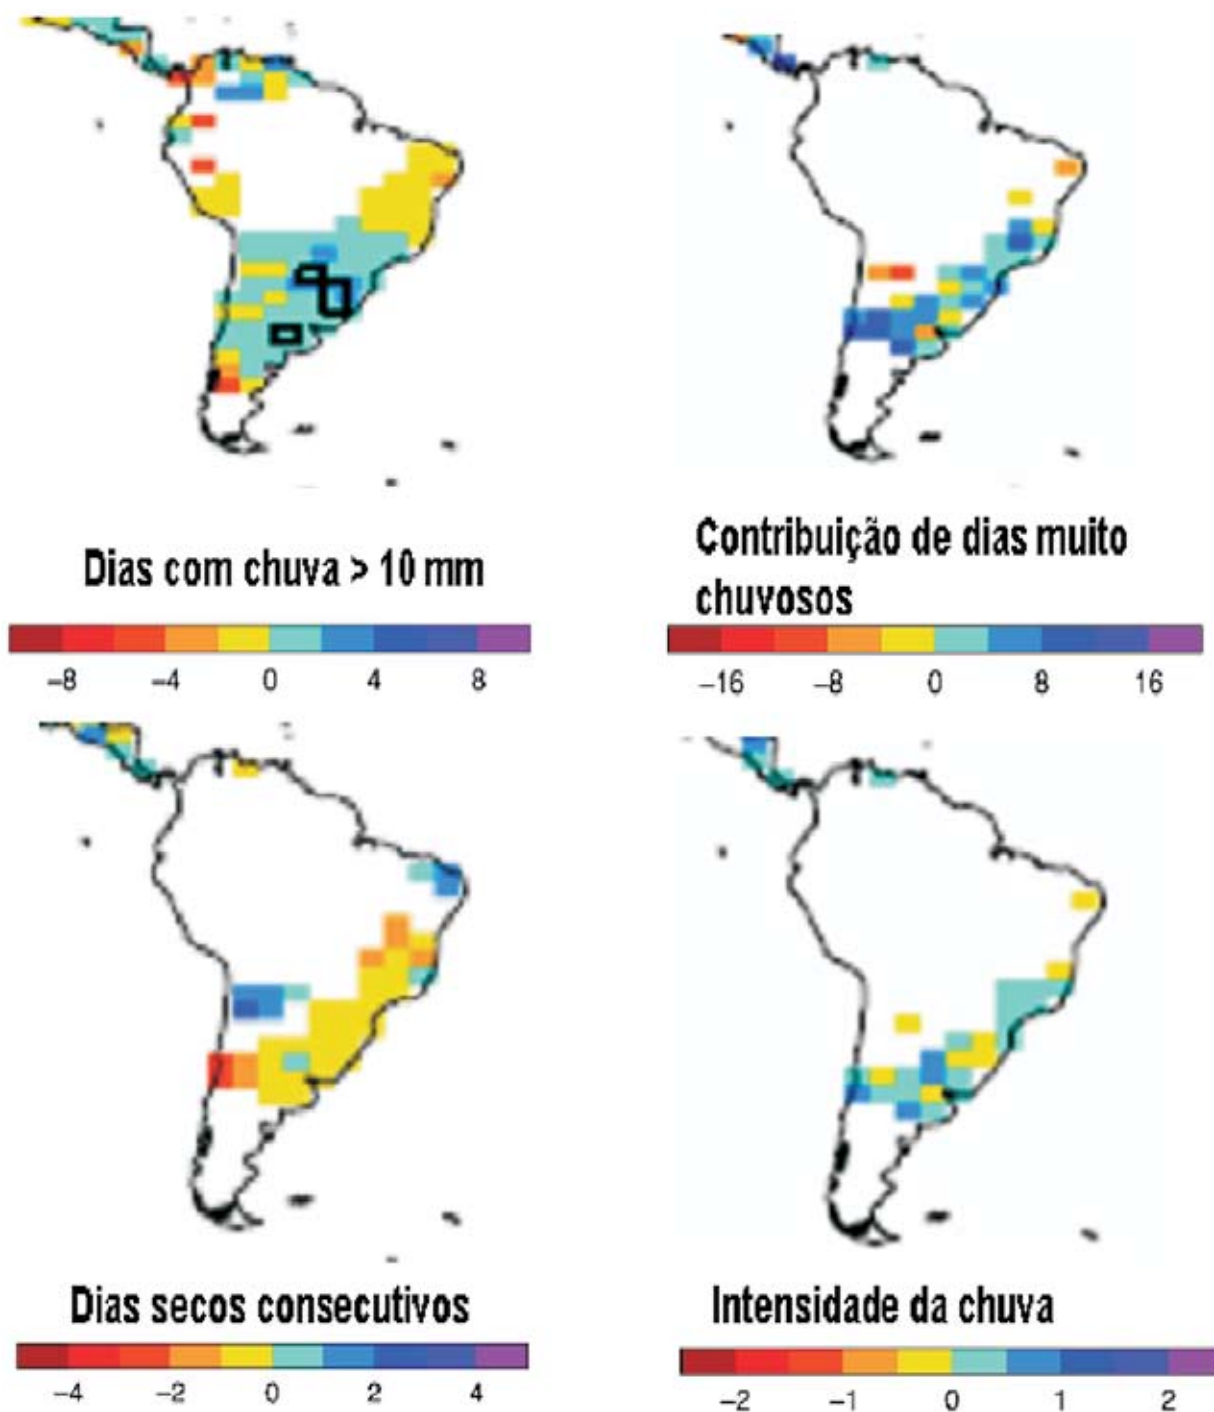 Dias com chuva > 10 mm
−8 −4 0 4 8
Contribuição de dias muito
chuvosos
−16 −8 0 8 16
Dias secos consecutivos
−4 −2 0 2 4
Intensidade da chuva
−2 −1 0 1 2